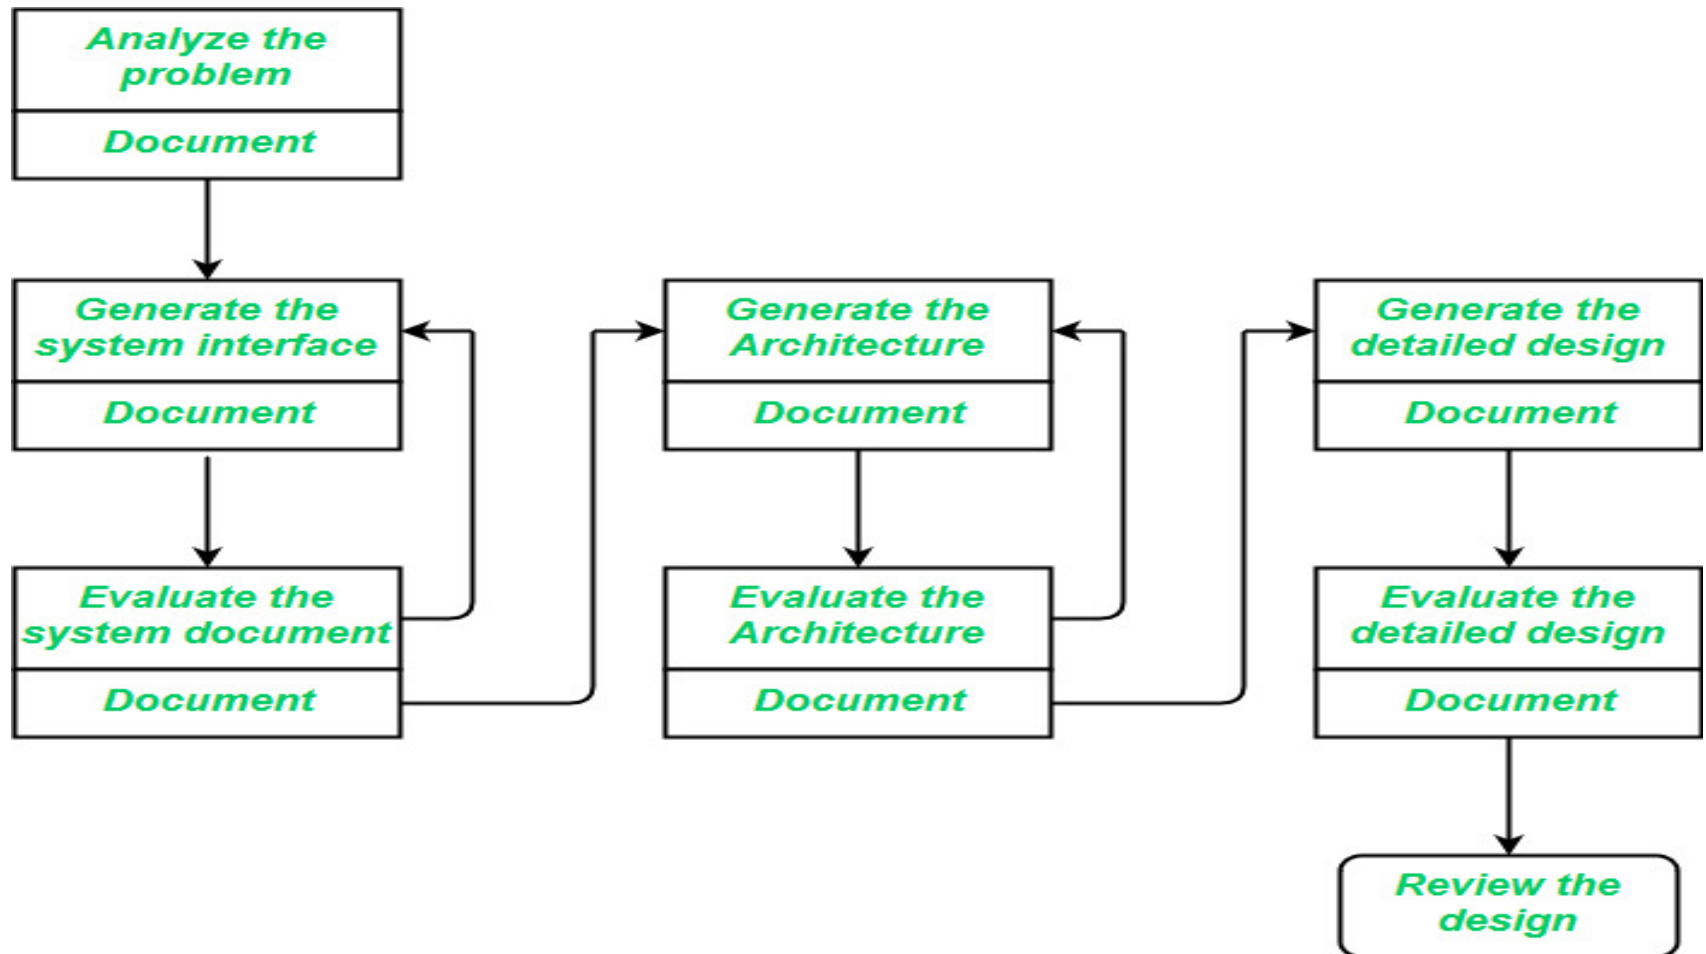 Analyze the
problem
Document
Generate the
system interface
Document
Evaluate the
system document
Document
Generate the
Architecture
Document
Evaluate the
Architecture
Document
Generate the
detailed design
Document
Evaluate the
detailed design
Document
Review the
design